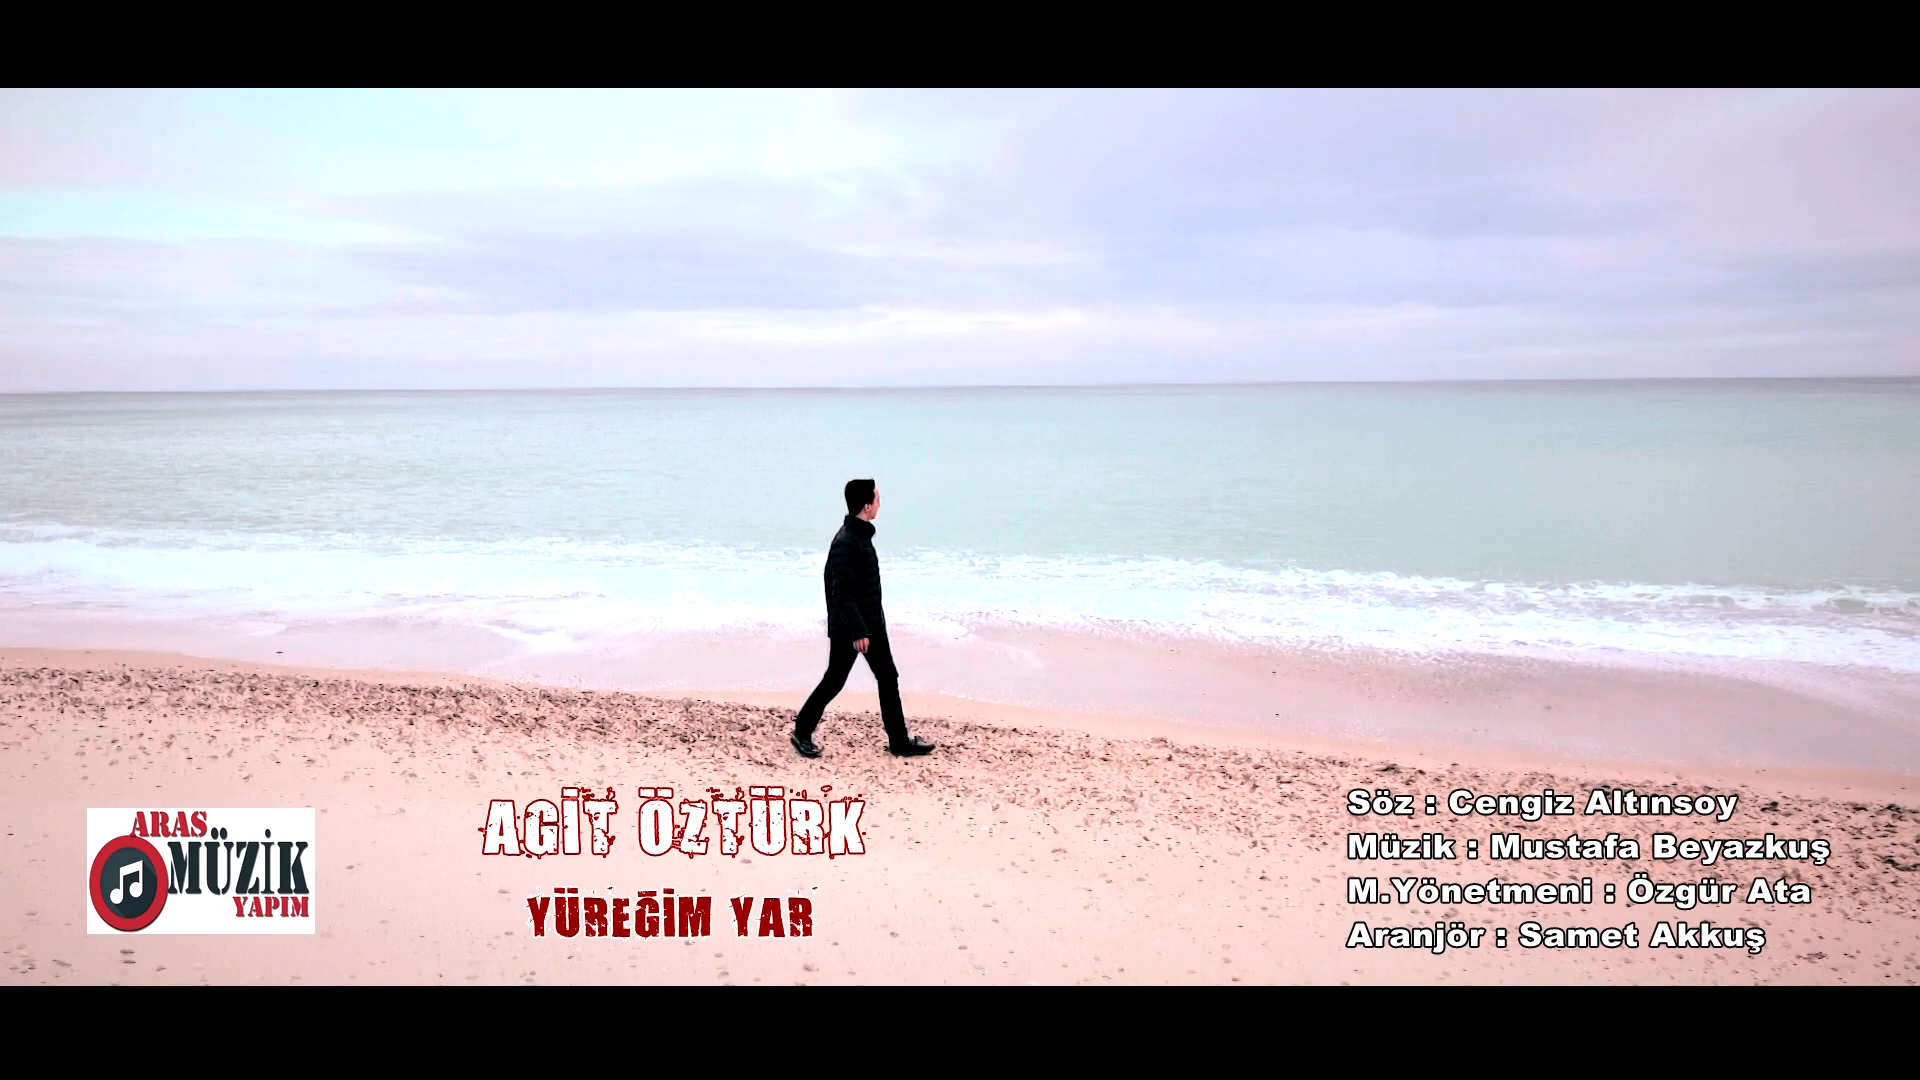 ARAS
MÜZİK
YAPIM
AGİT ÖZTÜRK
YÜREĞİM YAR
Söz : Cengiz Altınsoy
Müzik : Mustafa Beyazkuş
M.Yönetmeni : Özgür Ata
Aranjör : Samet Akkuş